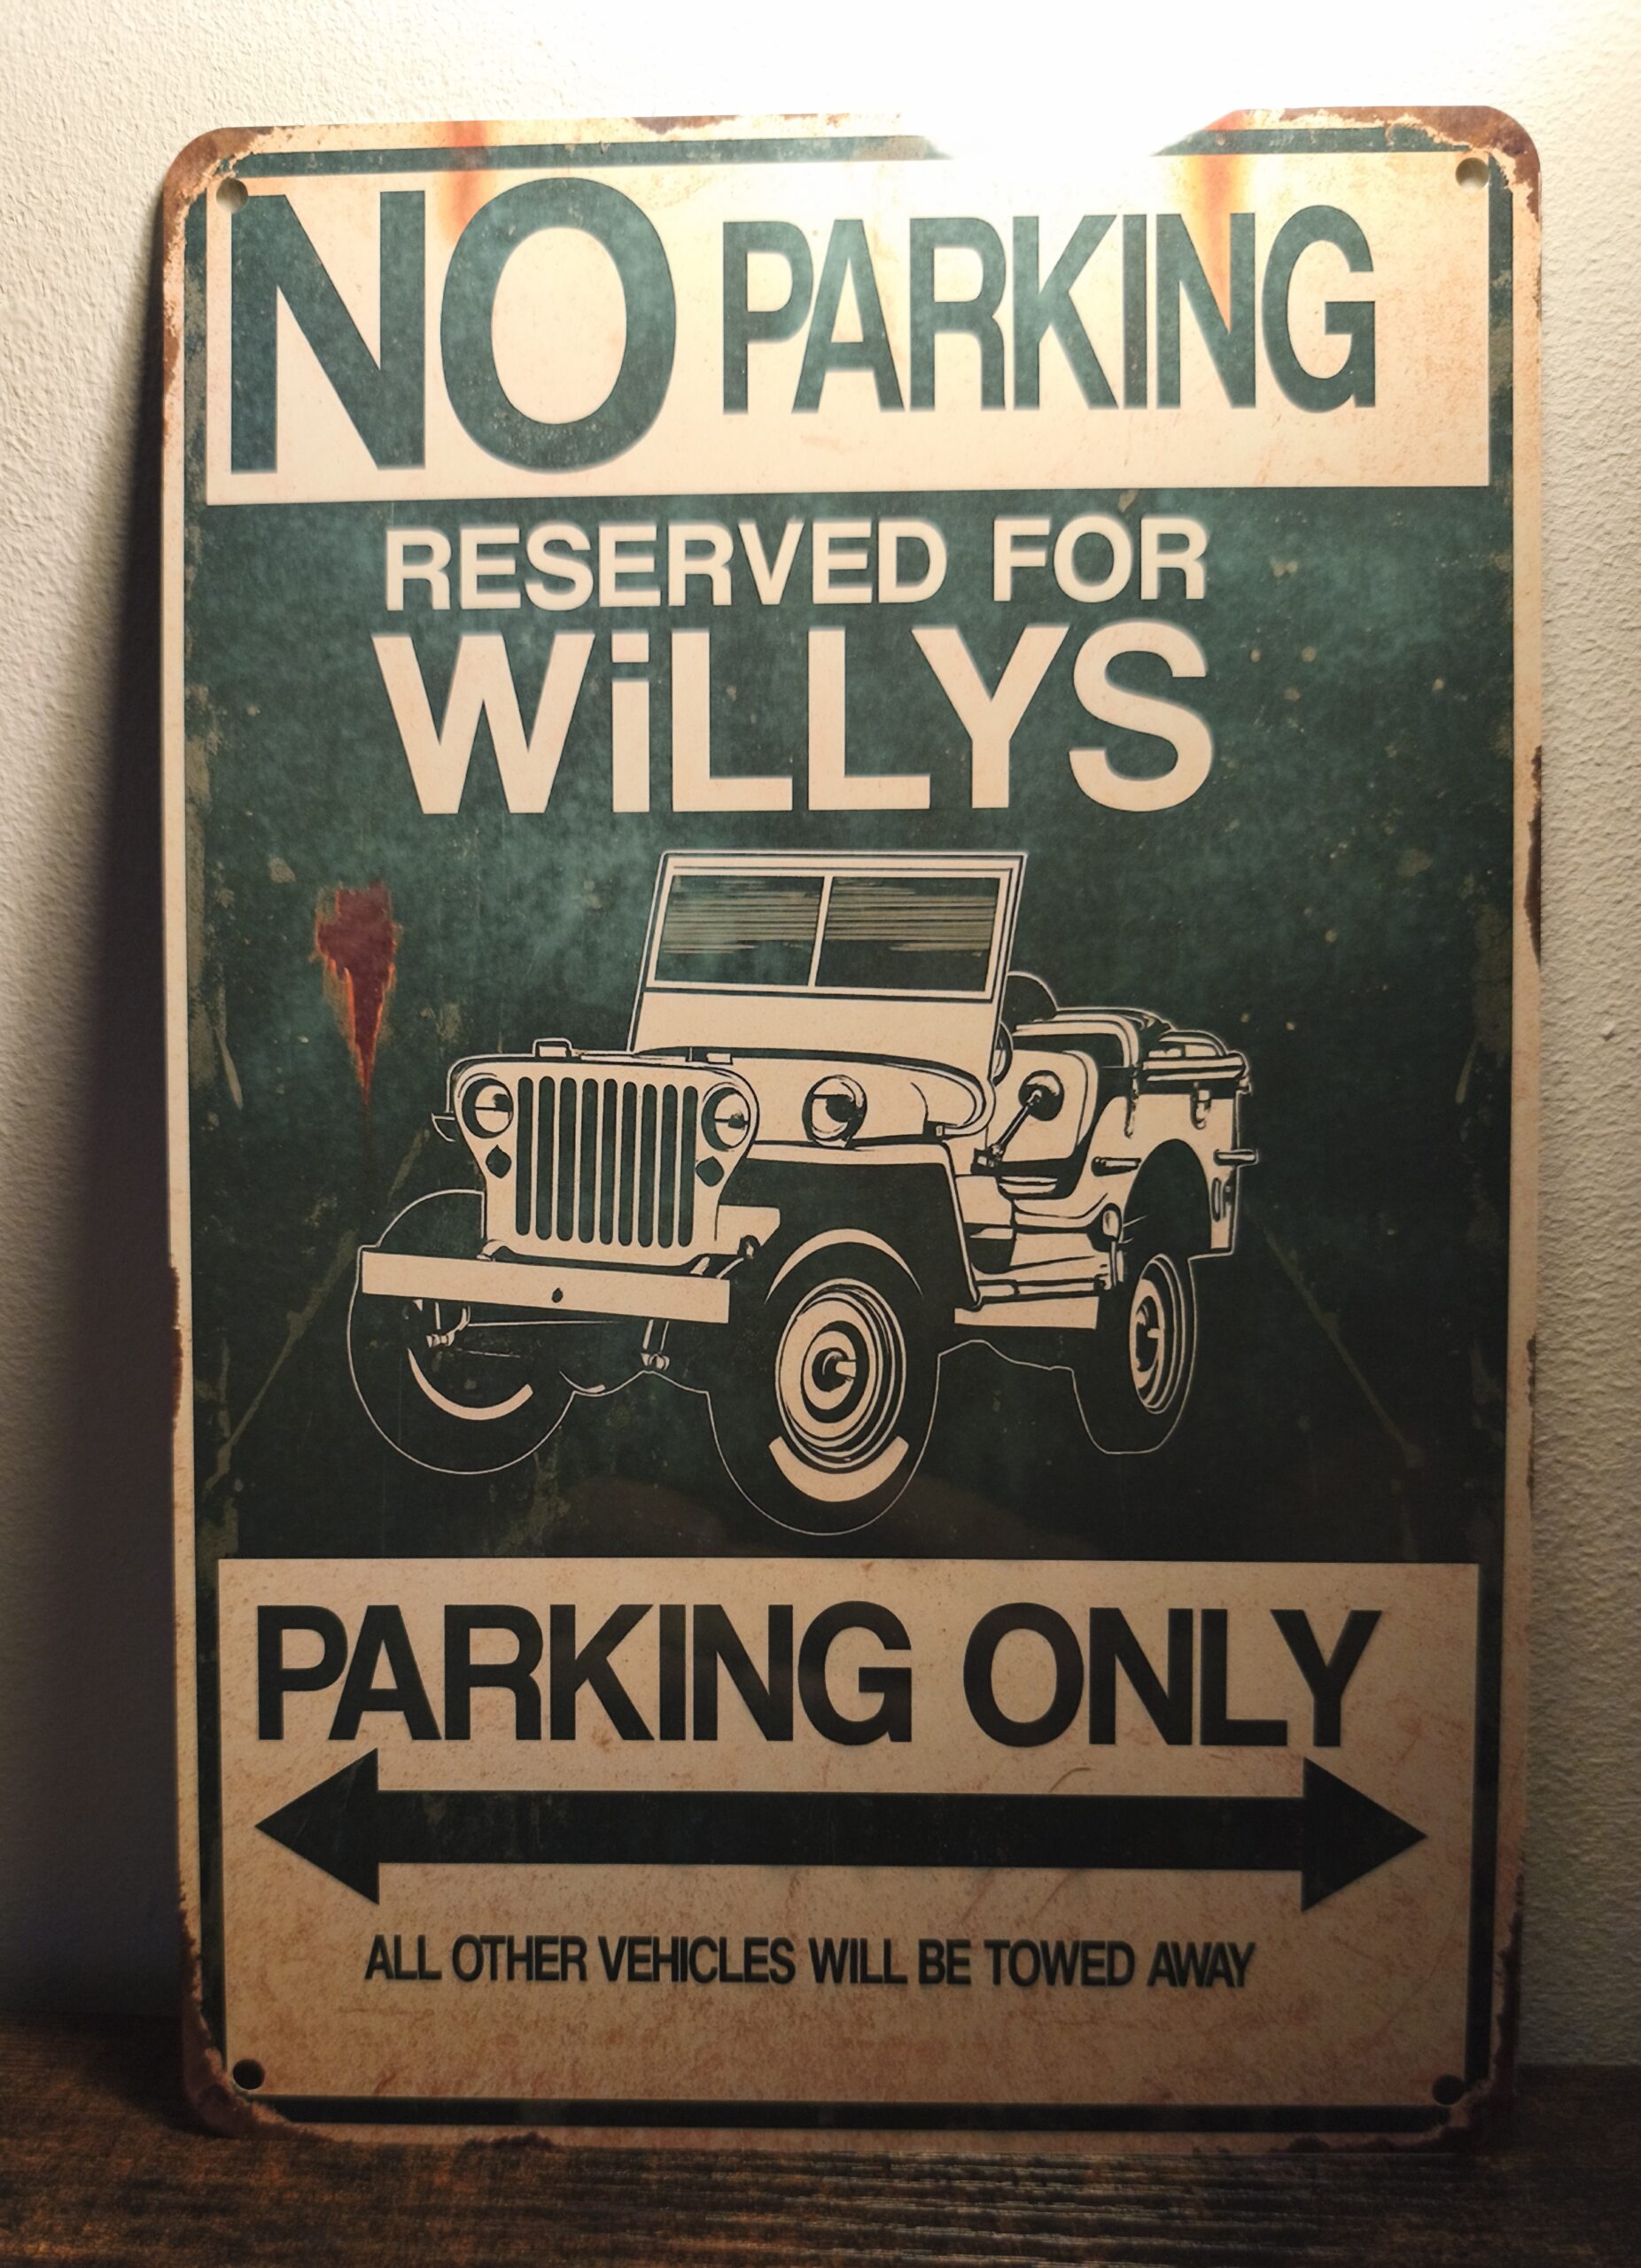 NO PARKING
RESERVED FOR
WiLLYS
PARKING ONLY
ALL OTHER VEHICLES WILL BE TOWED AWAY